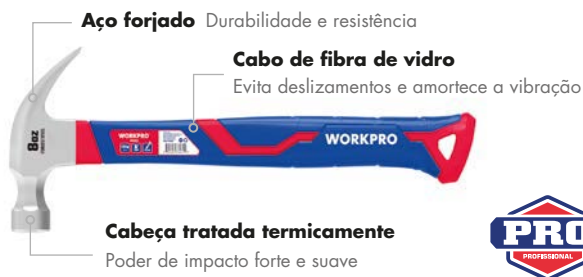 Aço forjado Durabilidade e resistência
Cabo de fibra de vidro
Evita deslizamentos e amortece a vibração
8oz
WORKPRO
WORKPRO
Cabeça tratada termicamente
Poder de impacto forte e suave
PRO
PROFESSIONAL